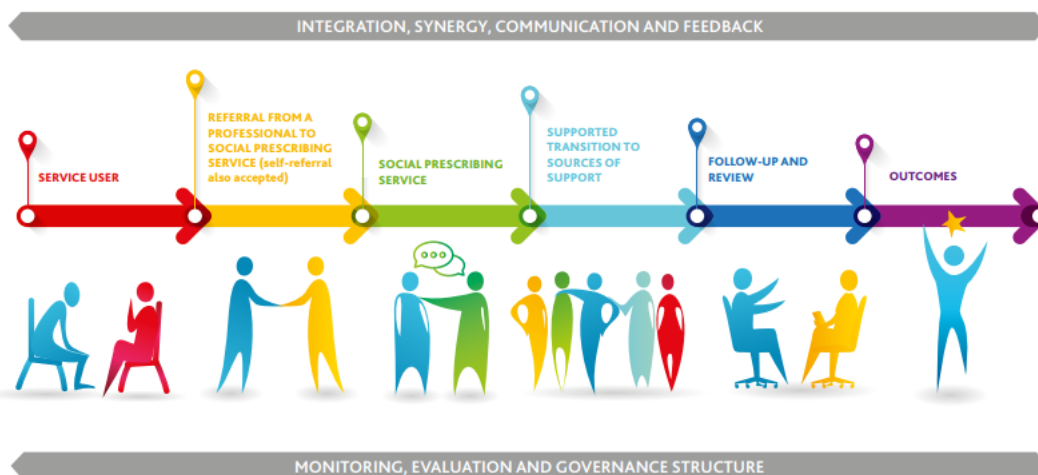 INTEGRATION, SYNERGY, COMMUNICATION AND FEEDBACK
SERVICE USER
REFERRAL FROM A
PROFESSIONAL TO
SOCIAL PRESCRIBING
SERVICE (self-referral
also accepted)
SOCIAL PRESCRIBING
SERVICE
SUPPORTED
TRANSITION TO
SOURCES OF
SUPPORT
FOLLOW-UP AND
REVIEW
OUTCOMES
MONITORING, EVALUATION AND GOVERNANCE STRUCTURE